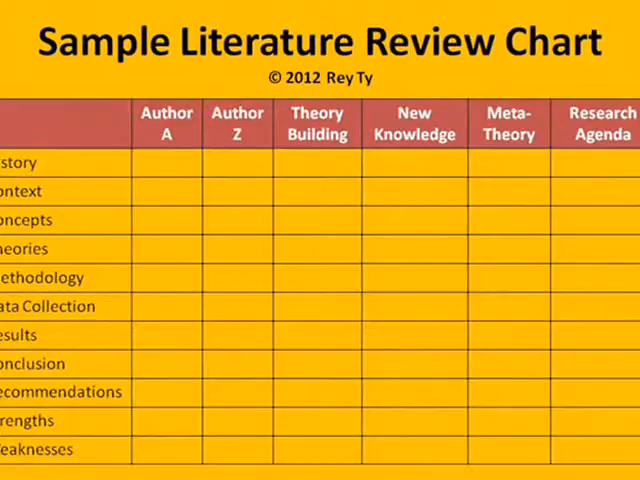 Sample Literature Review Chart
© 2012 Rey Ty
Author A Author Z Theory Building New Knowledge Meta-Theory Research Agenda
story
ontext
oncepts
heories
ethodology
ata Collection
esults
onclusion
ecommendations
rengths
eaknesses